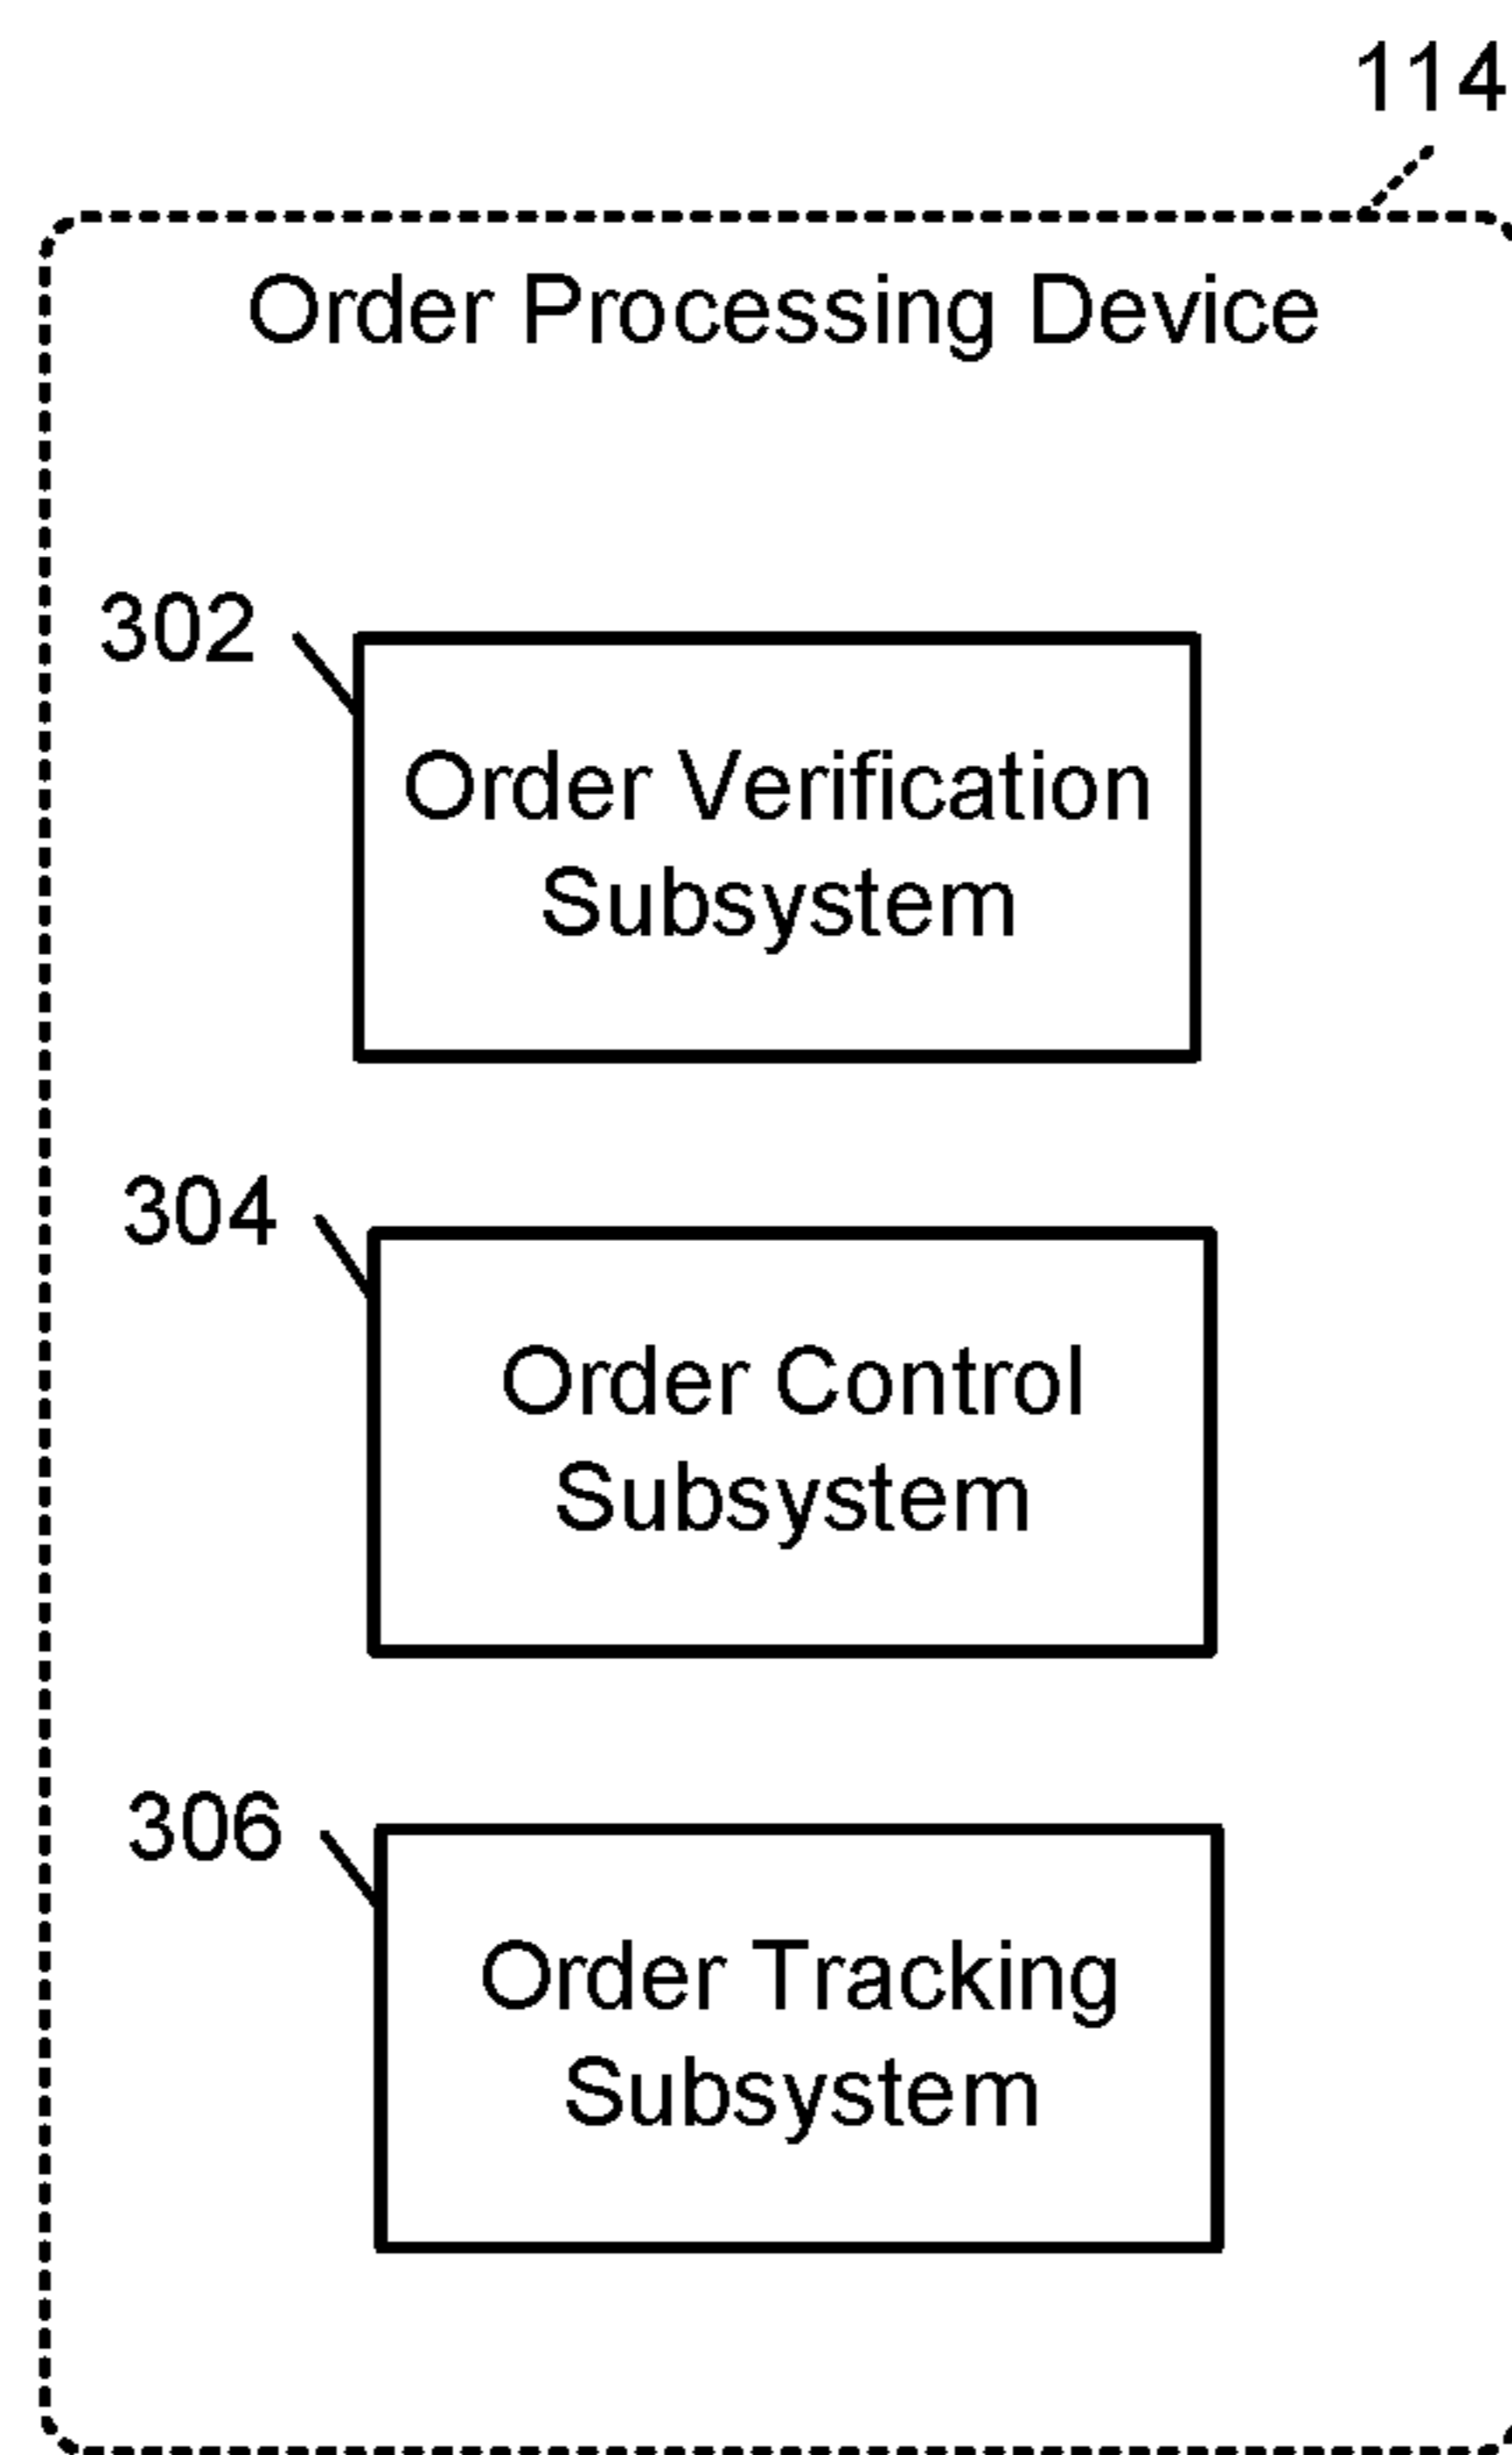 114
Order Processing Device
302
Order Verification
Subsystem
304
Order Control
Subsystem
306
Order Tracking
Subsystem